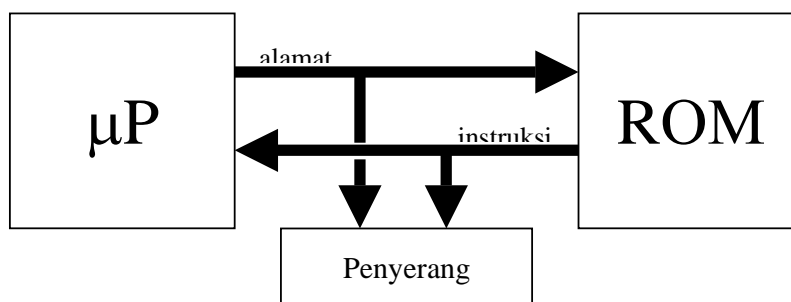 alamat
μP
ROM
instruksi
Penyerang